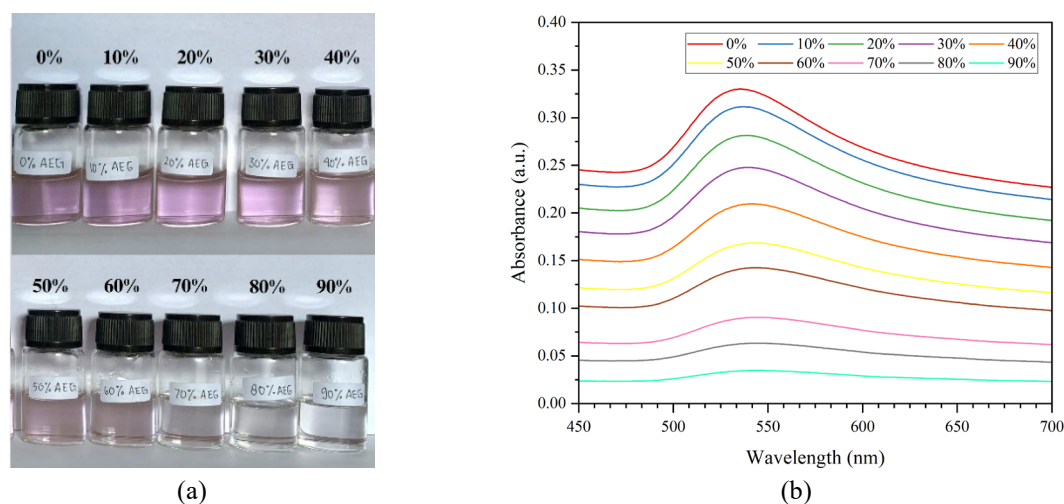 0% 10% 20% 30% 40%
0% AEG 10% AEG 20% AEG 30% AEG 40% AEG
50% 60% 70% 80% 90%
50% AEG 60% AEG 70% AEG 80% AEG 90% AEG
(a)
0.40
0.35
0.30
0.25
0.20
0.15
0.10
0.05
0.00
Absorbance (a.u.)
0% 10% 20% 30% 40%
50% 60% 70% 80% 90%
450 500 550 600 650 700
Wavelength (nm)
(b)